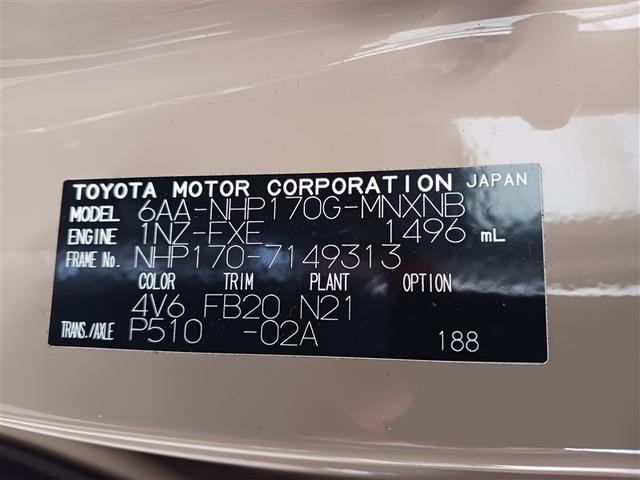 TOYOTA MOTOR CORPORATION JAPAN
MODEL 6AA-NHP170G-MNXNB
ENGINE 1NZ-EXE 1496 mL
FRAME No. NHP170-7149313
COLOR TRIM PLANT OPTION
4V6 FB20 N21
TRANS./AXLE P510 -02A 188